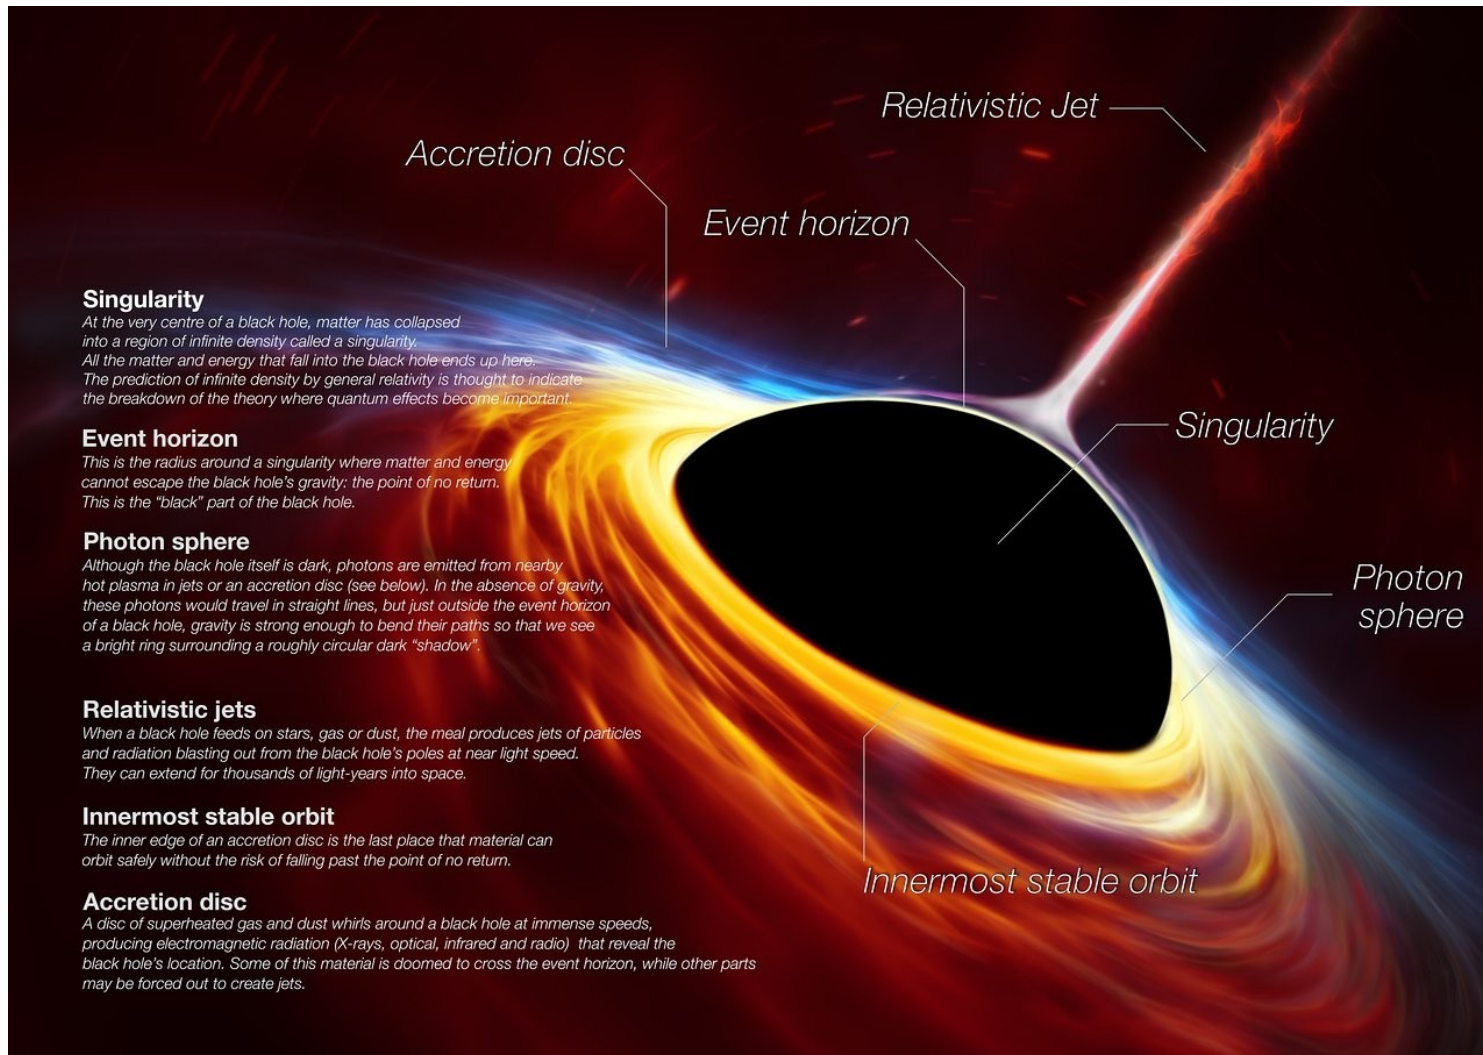 Relativistic Jet
Accretion disc
Event horizon
Singularity
At the very centre of a black hole, matter has collapsed
into a region of infinite density called a singularity.
All the matter and energy that fall into the black hole ends up here.
The prediction of infinite density by general relativity is thought to indicate
the breakdown of the theory where quantum effects become important.
Event horizon
This is the radius around a singularity where matter and energy
cannot escape the black hole's gravity: the point of no return.
This is the “black” part of the black hole.
Photon sphere
Although the black hole itself is dark, photons are emitted from nearby
hot plasma in jets or an accretion disc (see below). In the absence of gravity,
these photons would travel in straight lines, but just outside the event horizon
of a black hole, gravity is strong enough to bend their paths so that we see
a bright ring surrounding a roughly circular dark “shadow”.
Relativistic jets
When a black hole feeds on stars, gas or dust, the meal produces jets of particles
and radiation blasting out from the black hole's poles at near light speed.
They can extend for thousands of light-years into space.
Innermost stable orbit
The inner edge of an accretion disc is the last place that material can
orbit safely without the risk of falling past the point of no return.
Accretion disc
A disc of superheated gas and dust whirls around a black hole at immense speeds,
producing electromagnetic radiation (X-rays, optical, infrared and radio) that reveal the
black hole's location. Some of this material is doomed to cross the event horizon, while other parts
may be forced out to create jets.
Singularity
Photon
sphere
Innermost stable orbit